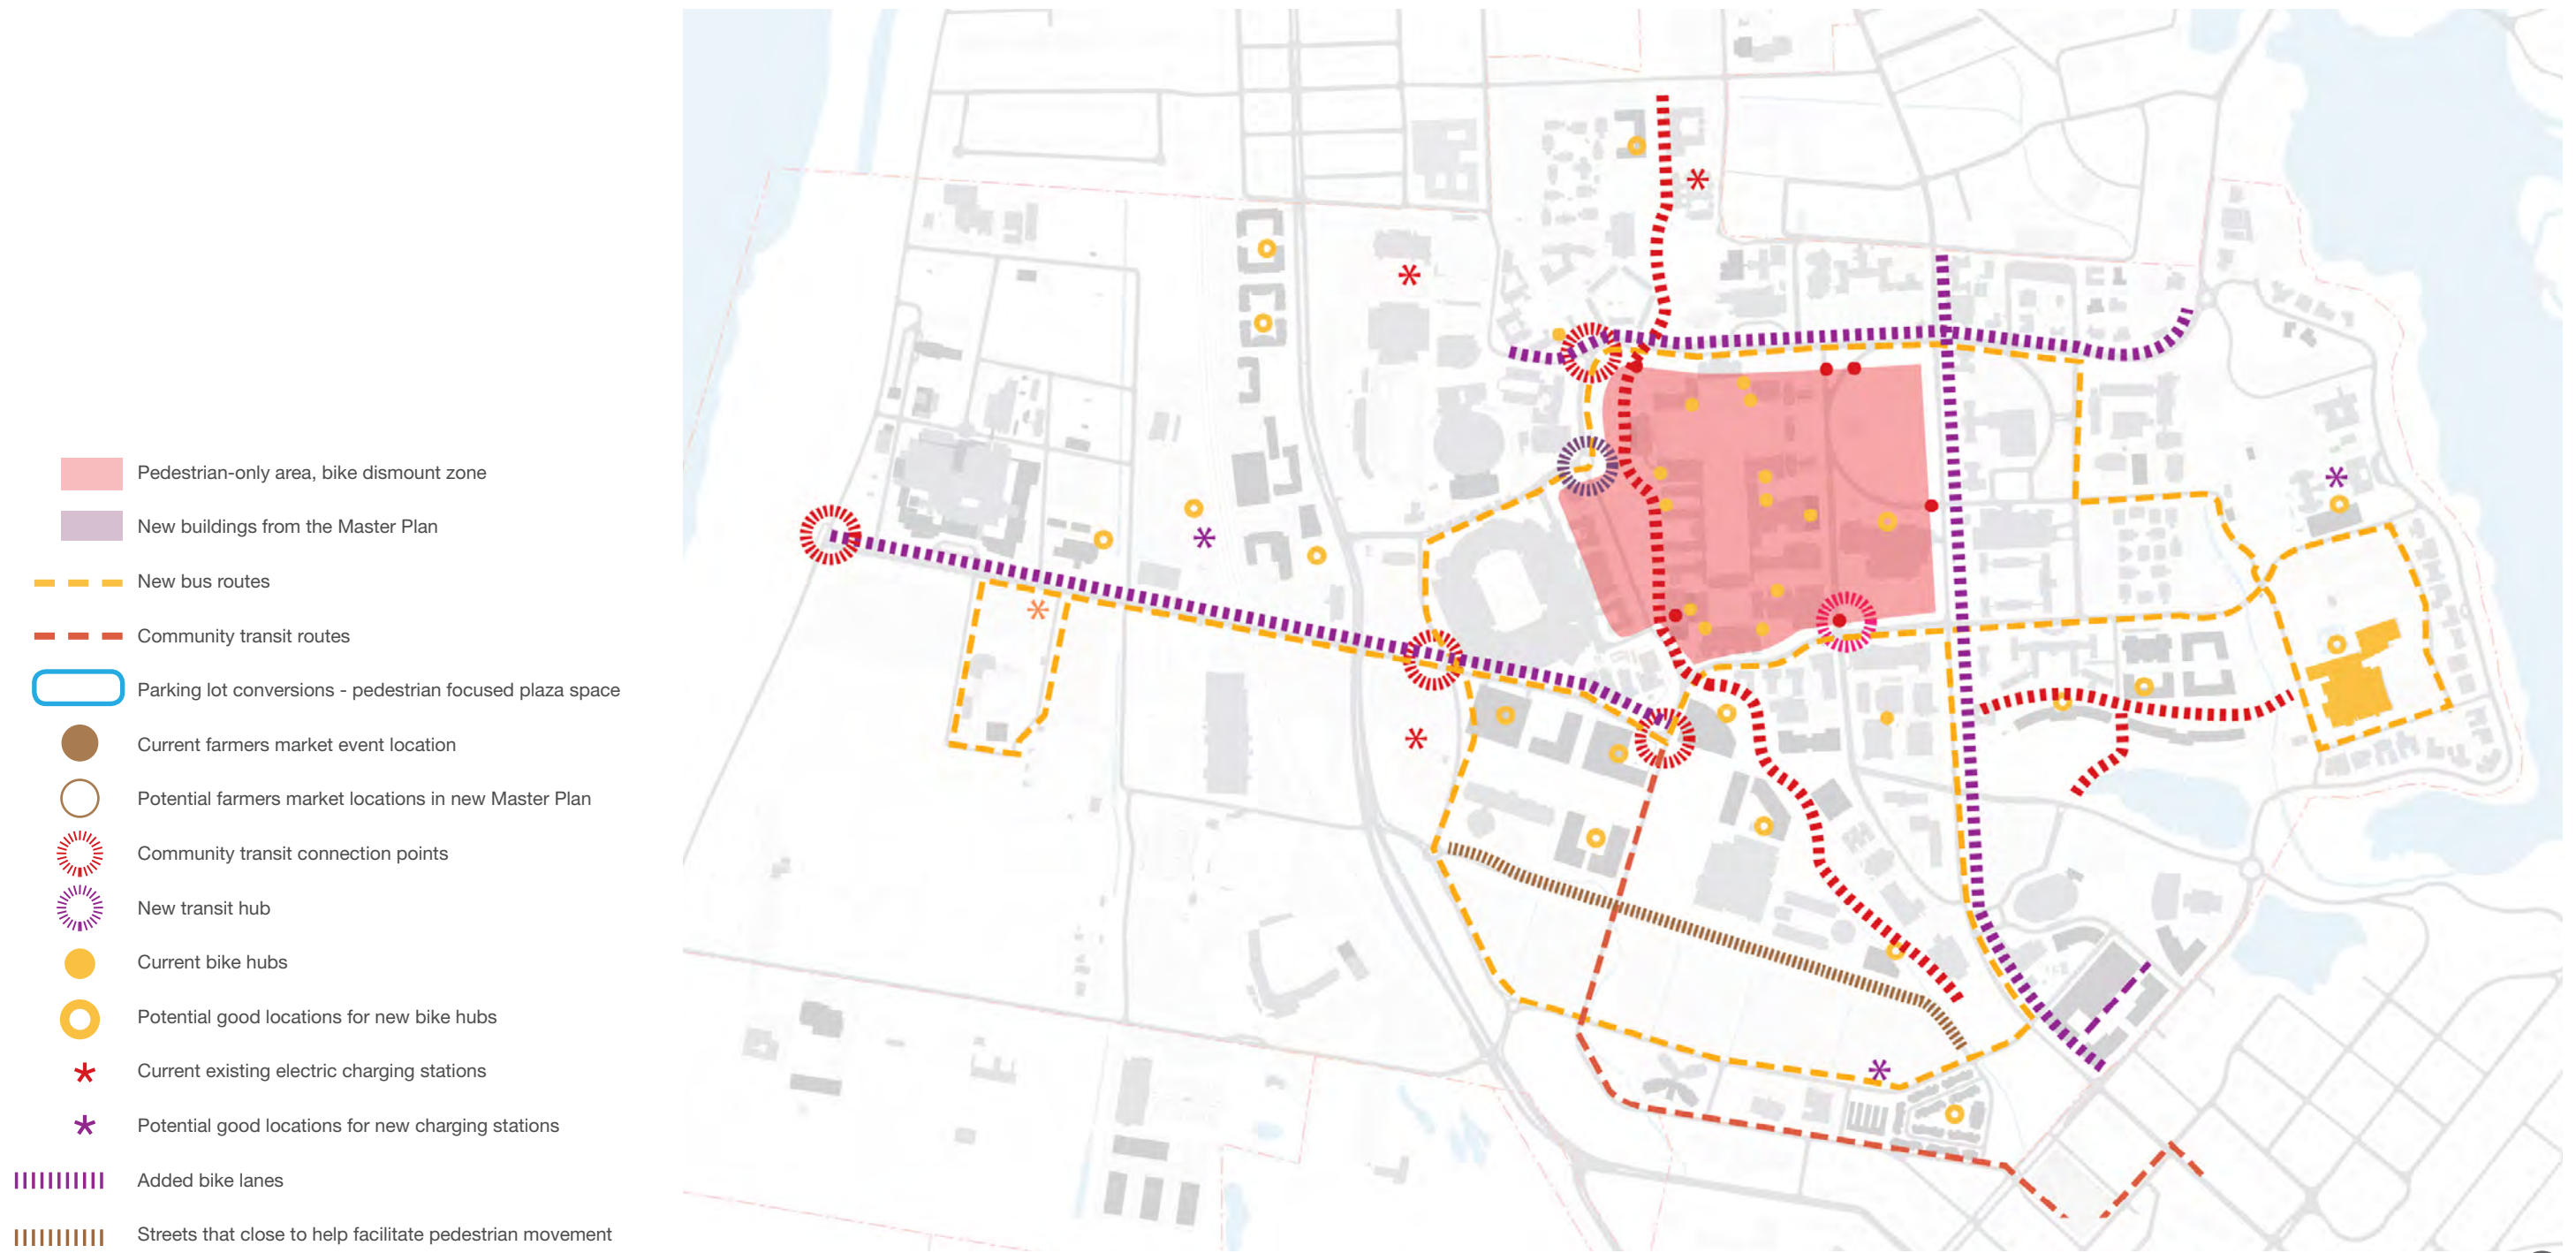 Pedestrian-only area, bike dismount zone
New buildings from the Master Plan
New bus routes
Community transit routes
Parking lot conversions - pedestrian focused plaza space
Current farmers market event location
Potential farmers market locations in new Master Plan
Community transit connection points
New transit hub
Current bike hubs
Potential good locations for new bike hubs
Current existing electric charging stations
Potential good locations for new charging stations
Added bike lanes
Streets that close to help facilitate pedestrian movement